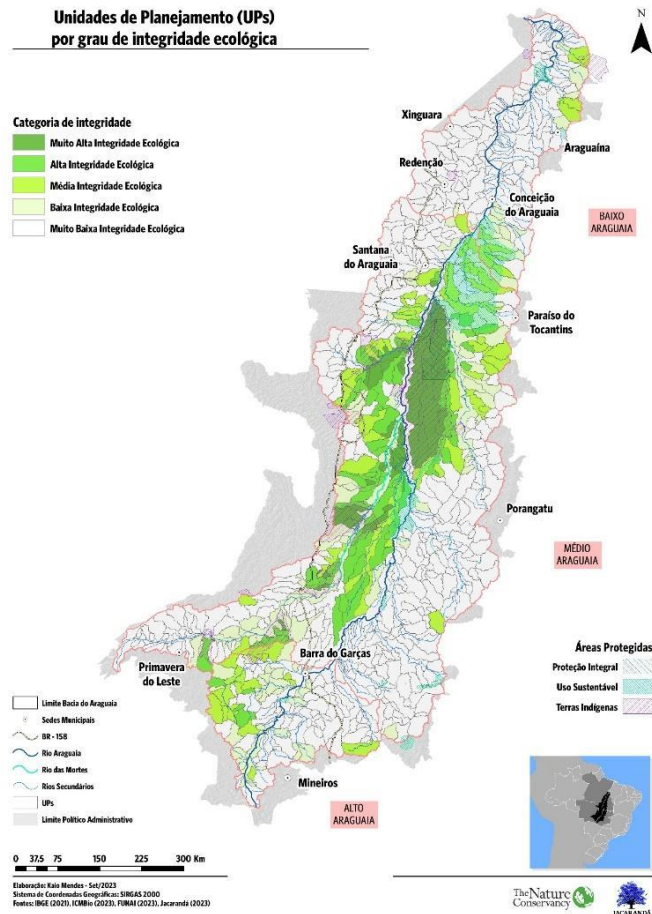 Unidades de Planejamento (UPs)
por grau de integridade ecológica
N
Categoria de integridade
Muito Alta Integridade Ecológica
Alta Integridade Ecológica
Média Integridade Ecológica
Baixa Integridade Ecológica
Muito Baixa Integridade Ecológica
Xinguara
Araguaína
Redenção
Conceição
do Araguaia
BAIXO
ARAGUAIA
Santana
do Araguaia
Paraíso do
Tocantins
Porangatu
MÉDIO
ARAGUAIA
Barra do Garças
Primavera
do Leste
Mineiros
ALTO
ARAGUAIA
Áreas Protegidas
Proteção Integral
Uso Sustentável
Terras Indígenas
Limite Bacia do Araguaia
Sedes Municipais
BR - 158
Rio Araguaia
Rio das Mortes
Rios Secundários
UPs
Limite Político Administrativo
0 37,5 75 150 225 300 Km
Elaboração: Kaio Mendes - Set/2023
Sistema de Coordenadas Geográficas: SIRGAS 2000
Fontes: IBGE (2021), ICMBio (2023), FUNAI (2023), Jacarandá (2023)
The Nature
Conservancy
JACARANDÁ